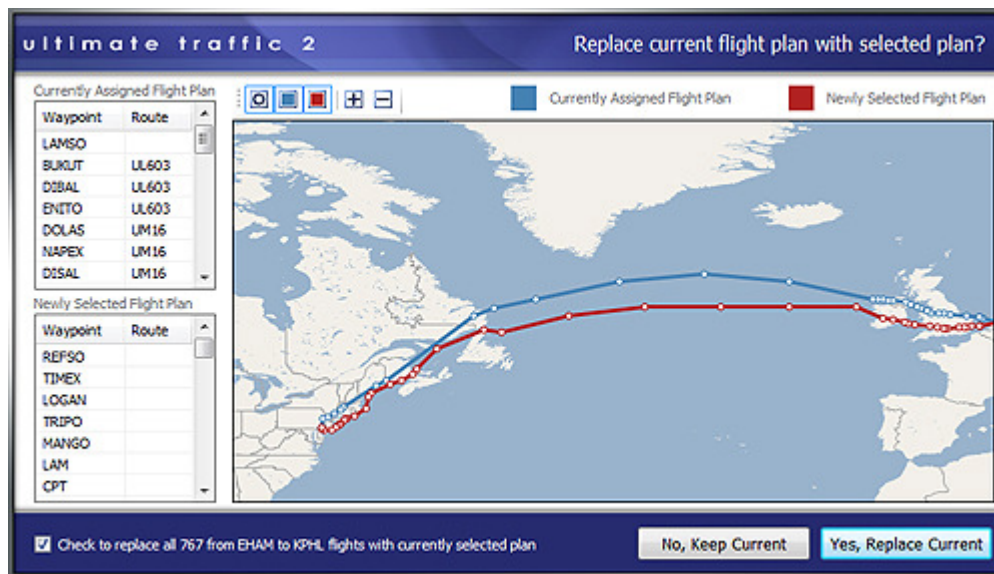 ultimate traffic 2
Replace current flight plan with selected plan?
Currently Assigned Flight Plan
Waypoint Route
LAMSO
BUKUT UL603
DIBAL UL603
ENITO UL603
DOLAS UM16
NAPEX UM16
DISAL UM16
Newly Selected Flight Plan
Waypoint Route
REFSO
TIMEX
LOGAN
TRIPO
MANGO
LAM
CPT
Currently Assigned Flight Plan
Newly Selected Flight Plan
Check to replace all 767 from EHAM to KPHL flights with currently selected plan
No, Keep Current
Yes, Replace Current